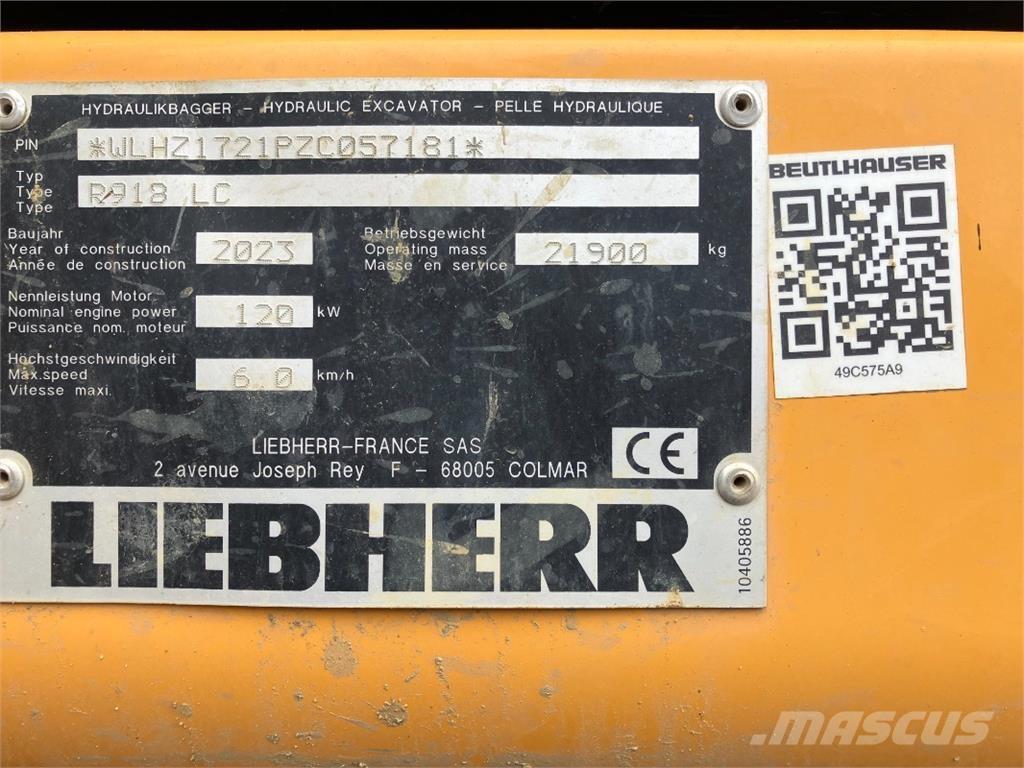 HYDRAULIKBAGGER - HYDRAULIC EXCAVATOR - PELLE HYDRAULIQUE
PIN *WLHZ1721PZC057181*
Typ
Type R918 LC
Type
Baujahr
Year of construction 2023
Année de construction
Betriebsgewicht
Operating mass 21900 kg
Masse en service
Nennleistung Motor
Nominal engine power 120 kW
Puissance nom. moteur
Höchstgeschwindigkeit
Max.speed 6.0 km/h
Vitesse maxi.
LIEBHERR-FRANCE SAS
2 avenue Joseph Rey F - 68005 COLMAR
CE
LIEBHERR
10405886
BEUTLHAUSER
49C575A9
MASCUS